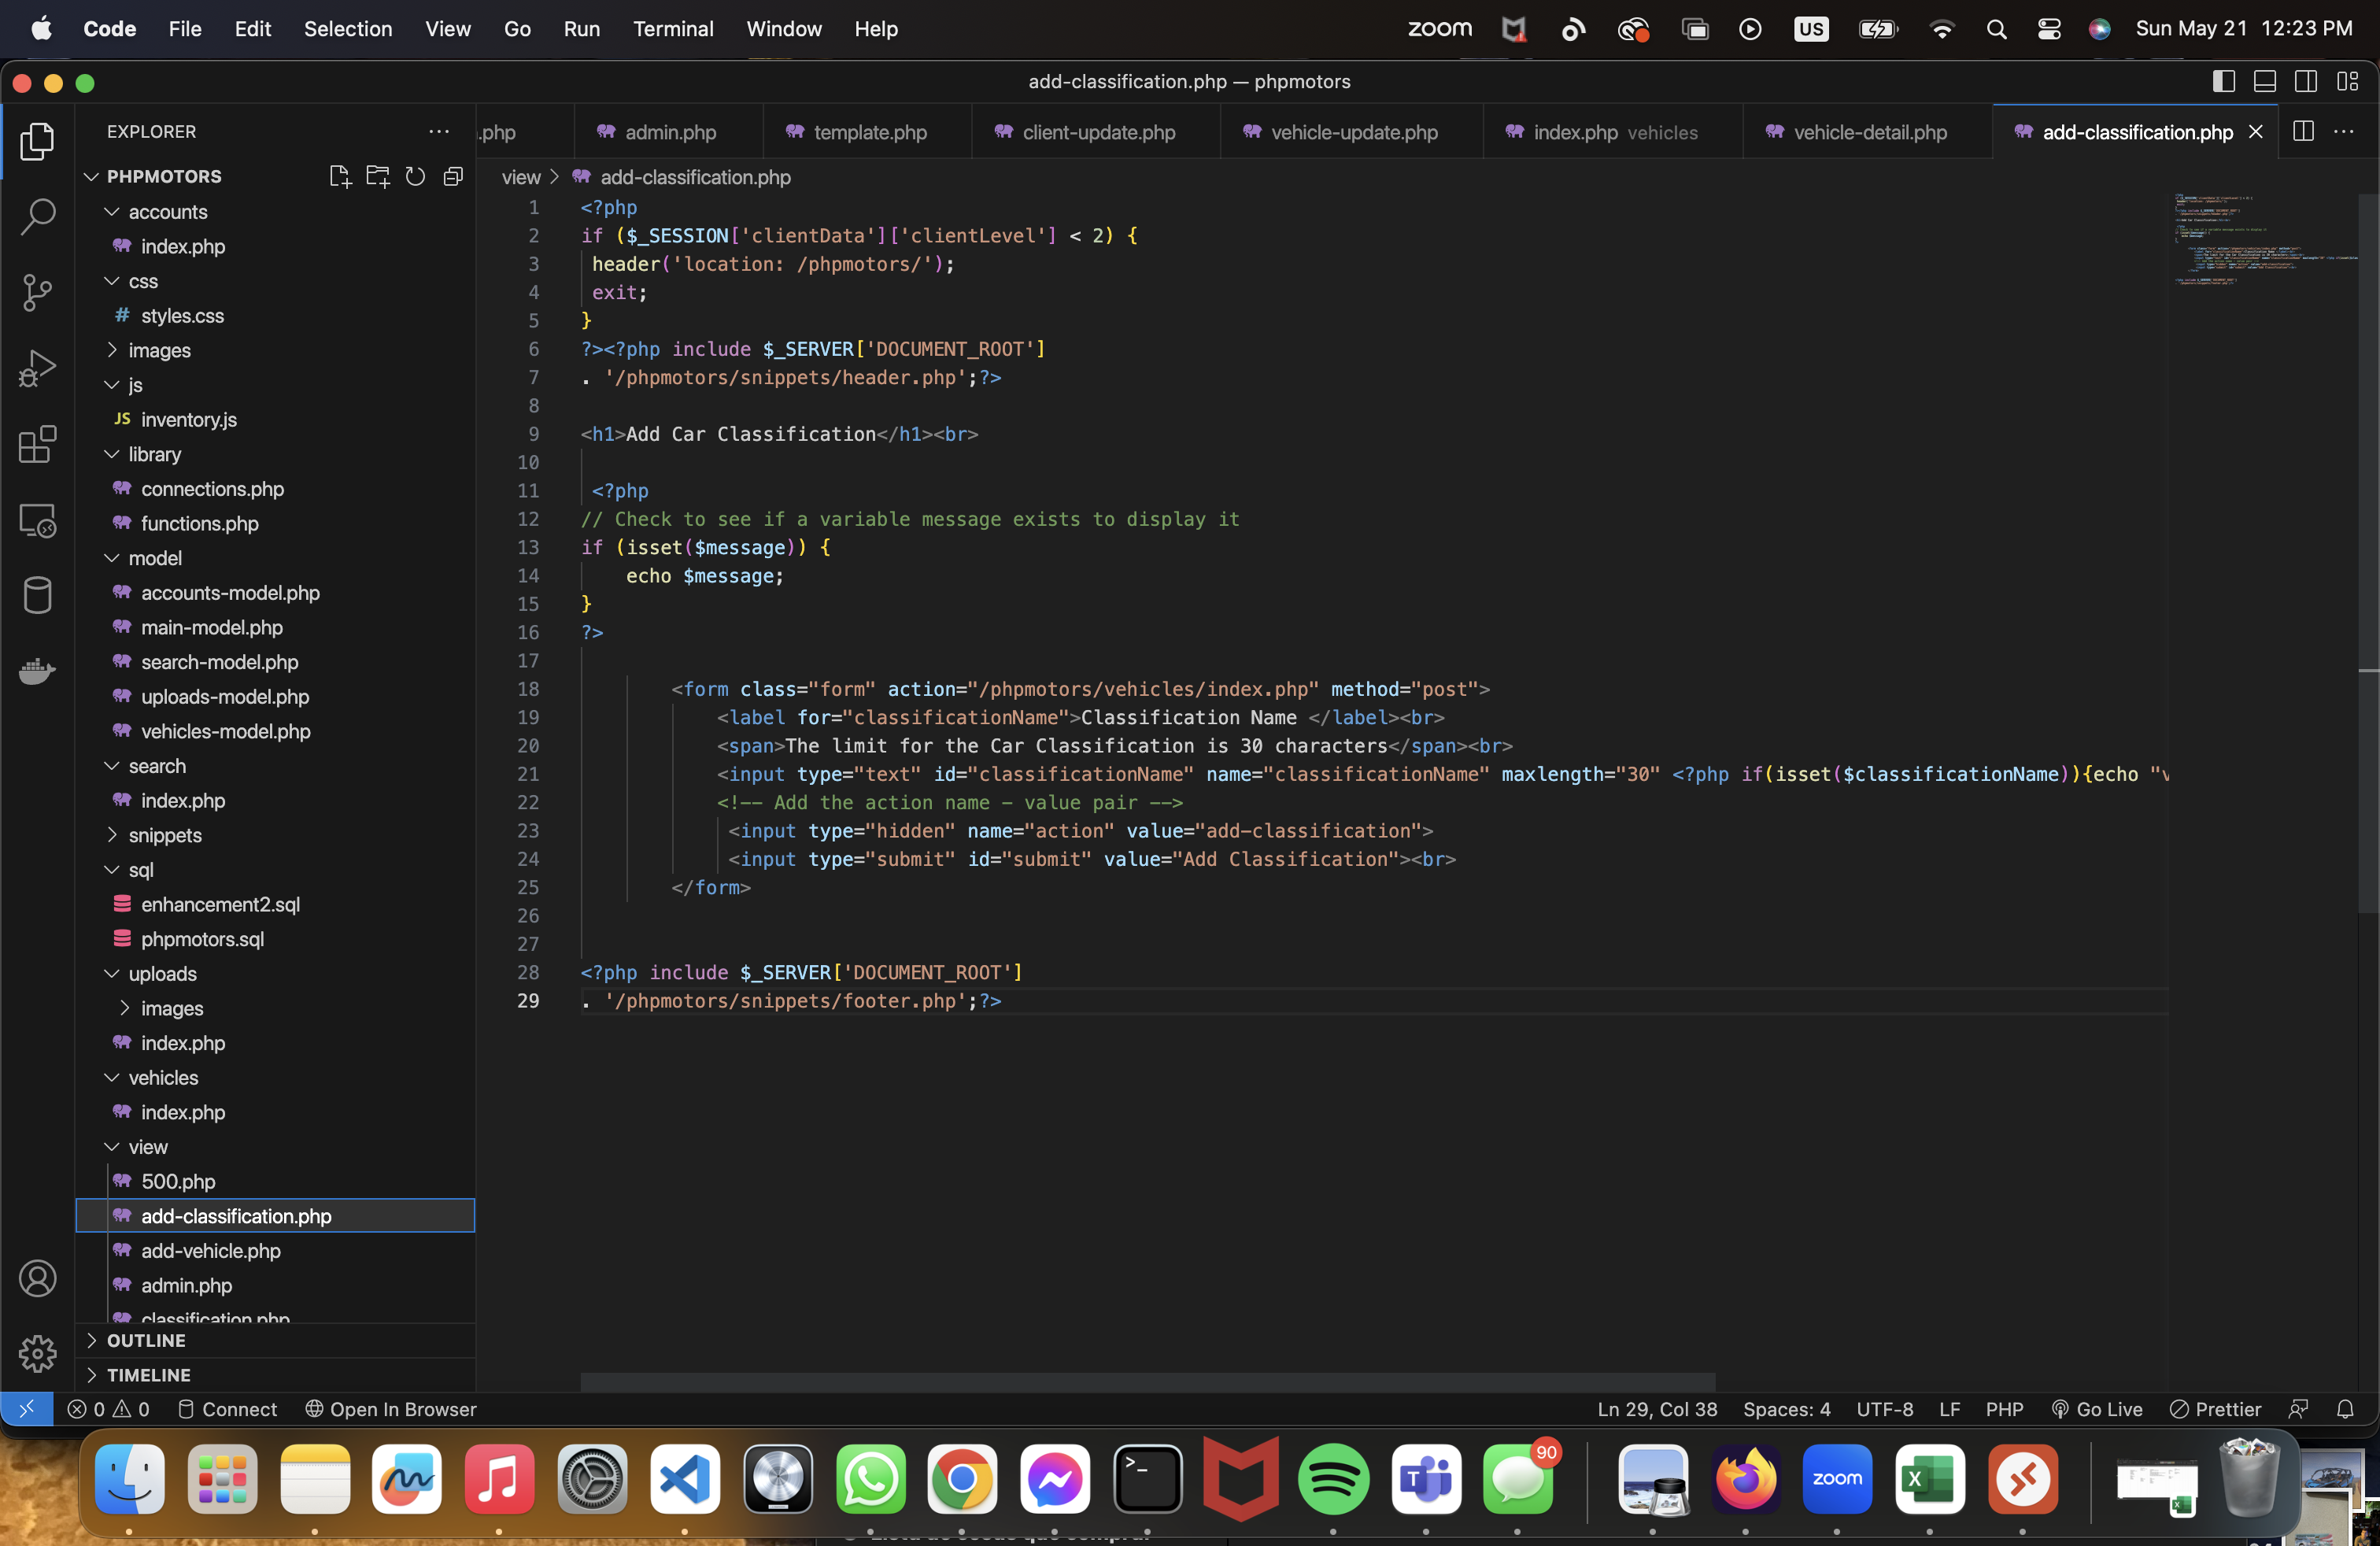 Code File Edit Selection View Go Run Terminal Window Help zoom US Sun May 21 12:23 PM
add-classification.php — phpmotors
EXPLORER
.php admin.php template.php client-update.php vehicle-update.php index.php vehicles vehicle-detail.php add-classification.php
PHPMOTORS
accounts
index.php
css
styles.css
images
js
JS inventory.js
library
connections.php
functions.php
model
accounts-model.php
main-model.php
search-model.php
uploads-model.php
vehicles-model.php
search
index.php
snippets
sql
enhancement2.sql
phpmotors.sql
uploads
images
index.php
vehicles
index.php
view
500.php
add-classification.php
add-vehicle.php
admin.php
classification.php
OUTLINE
TIMELINE
view > add-classification.php
1 <?php
2 if ($_SESSION['clientData']['clientLevel'] < 2) {
3 header('location: /phpmotors/');
4 exit;
5 }
6 ?><?php include $_SERVER['DOCUMENT_ROOT']
7 . '/phpmotors/snippets/header.php';?>
8
9 <h1>Add Car Classification</h1><br>
10
11 <?php
12 // Check to see if a variable message exists to display it
13 if (isset($message)) {
14 echo $message;
15 }
16 ?>
17
18 <form class="form" action="/phpmotors/vehicles/index.php" method="post">
19 <label for="classificationName">Classification Name </label><br>
20 <span>The limit for the Car Classification is 30 characters</span><br>
21 <input type="text" id="classificationName" name="classificationName" maxlength="30" <?php if(isset($classificationName)){echo "v
22 <!-- Add the action name - value pair -->
23 <input type="hidden" name="action" value="add-classification">
24 <input type="submit" id="submit" value="Add Classification"><br>
25 </form>
26
27
28 <?php include $_SERVER['DOCUMENT_ROOT']
29 . '/phpmotors/snippets/footer.php';?>
0 0 Connect Open In Browser Ln 29, Col 38 Spaces: 4 UTF-8 LF PHP Go Live Prettier
90
zoom